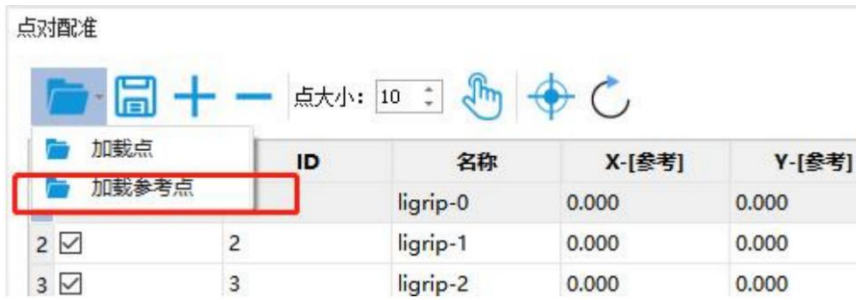 点对配准
点大小: 10
加载点
加载参考点
ID 名称 X-[参考] Y-[参考]
ligrip-0 0.000 0.000
2 2 ligrip-1 0.000 0.000
3 3 ligrip-2 0.000 0.000